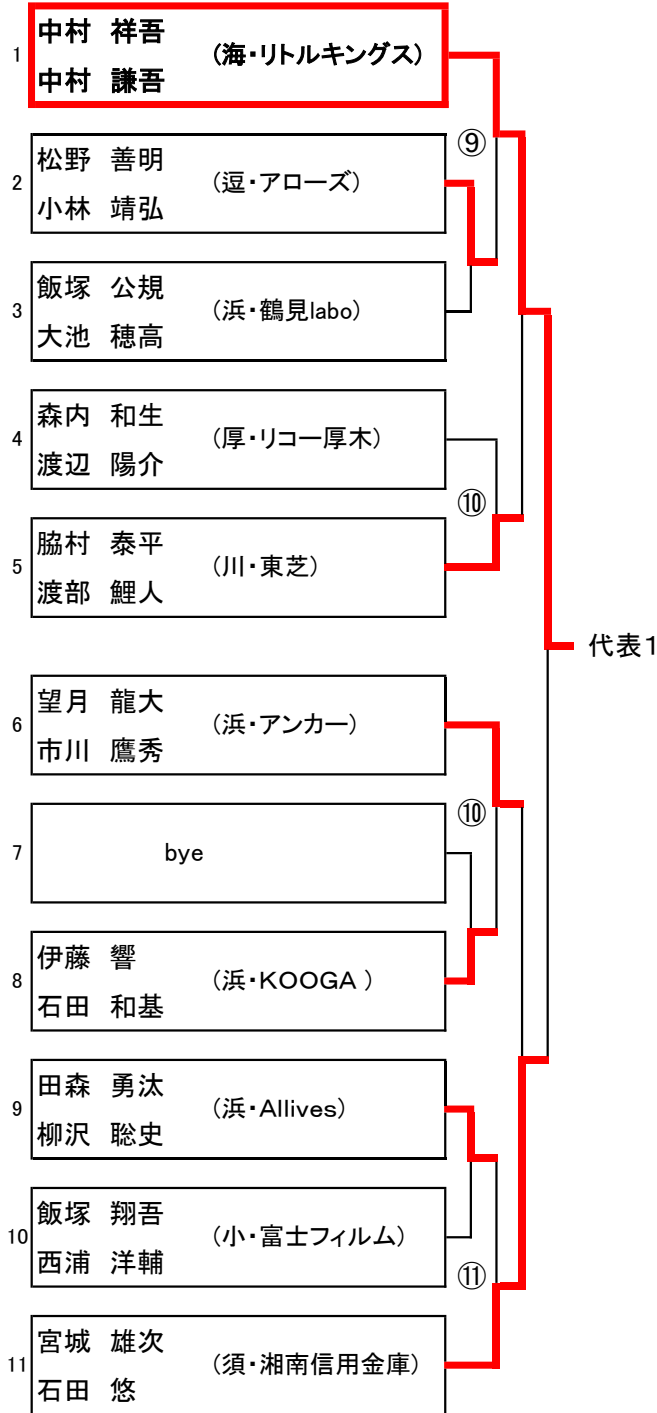 中村 祥吾
1 (海・リトルキングス)
中村 謙吾
⑨
松野 善明
2 (逗・アローズ)
小林 靖弘
飯塚 公規
3 (浜・鶴見labo)
大池 穂高
森内 和生
4 (厚・リコー厚木)
渡辺 陽介
⑩
脇村 泰平
5 (川・東芝)
渡部 鯉人
代表1
望月 龍大
6 (浜・アンカー)
市川 鷹秀
⑩
7 bye
伊藤 響
8 (浜・KOOGA )
石田 和基
田森 勇汰
9 (浜・Allives)
柳沢 聡史
飯塚 翔吾
10 (小・富士フィルム)
西浦 洋輔
⑪
宮城 雄次
11 (須・湘南信用金庫)
石田 悠